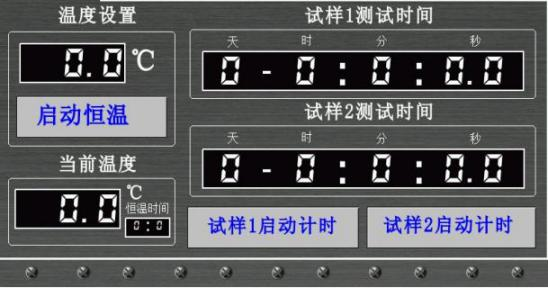 温度设置
0.0℃
启动恒温
当前温度
0.0
℃
恒温时间
0:0
试样1测试时间
天 时 分 秒
0 - 0 : 0 : 0.0
试样2测试时间
天 时 分 秒
0 - 0 : 0 : 0.0
试样1启动计时
试样2启动计时